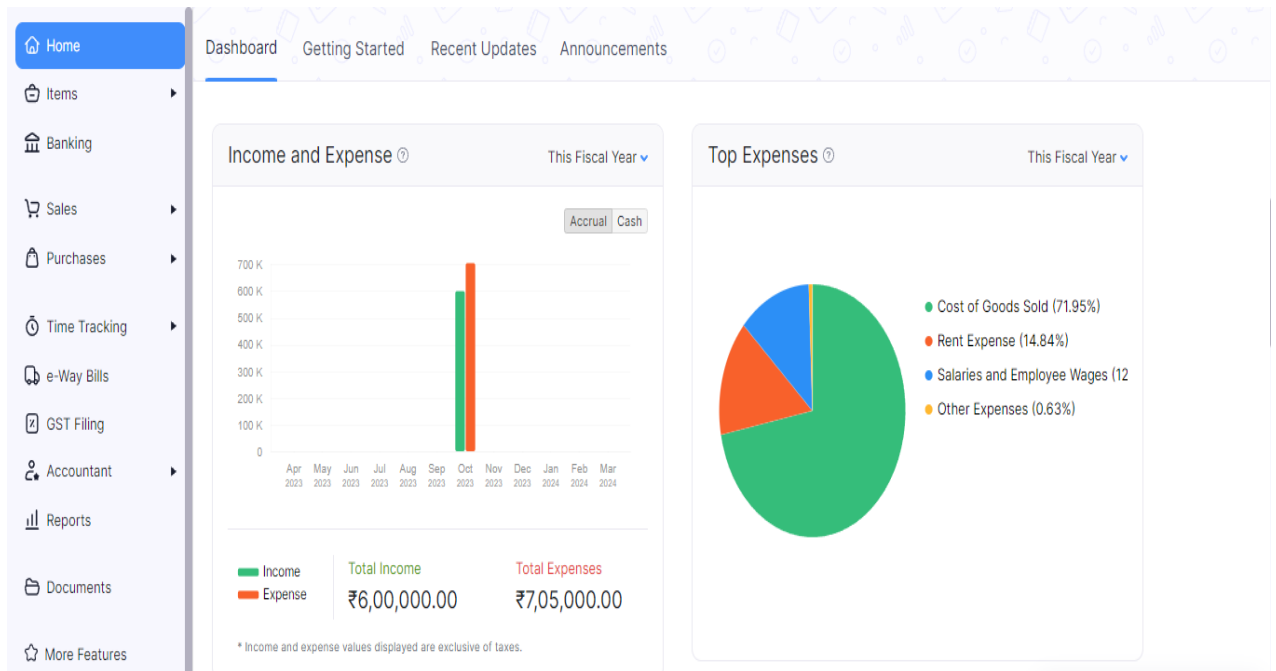 Home
Items
Banking
Sales
Purchases
Time Tracking
e-Way Bills
GST Filing
Accountant
Reports
Documents
More Features
Dashboard Getting Started Recent Updates Announcements
Income and Expense ? This Fiscal Year
Accrual Cash
700 K
600 K
500 K
400 K
300 K
200 K
100 K
0
Apr May Jun Jul Aug Sep Oct Nov Dec Jan Feb Mar
2023 2023 2023 2023 2023 2023 2023 2023 2023 2024 2024 2024
Income
Expense
Total Income Total Expenses
₹6,00,000.00 ₹7,05,000.00
* Income and expense values displayed are exclusive of taxes.
Top Expenses ? This Fiscal Year
Cost of Goods Sold (71.95%)
Rent Expense (14.84%)
Salaries and Employee Wages (12
Other Expenses (0.63%)